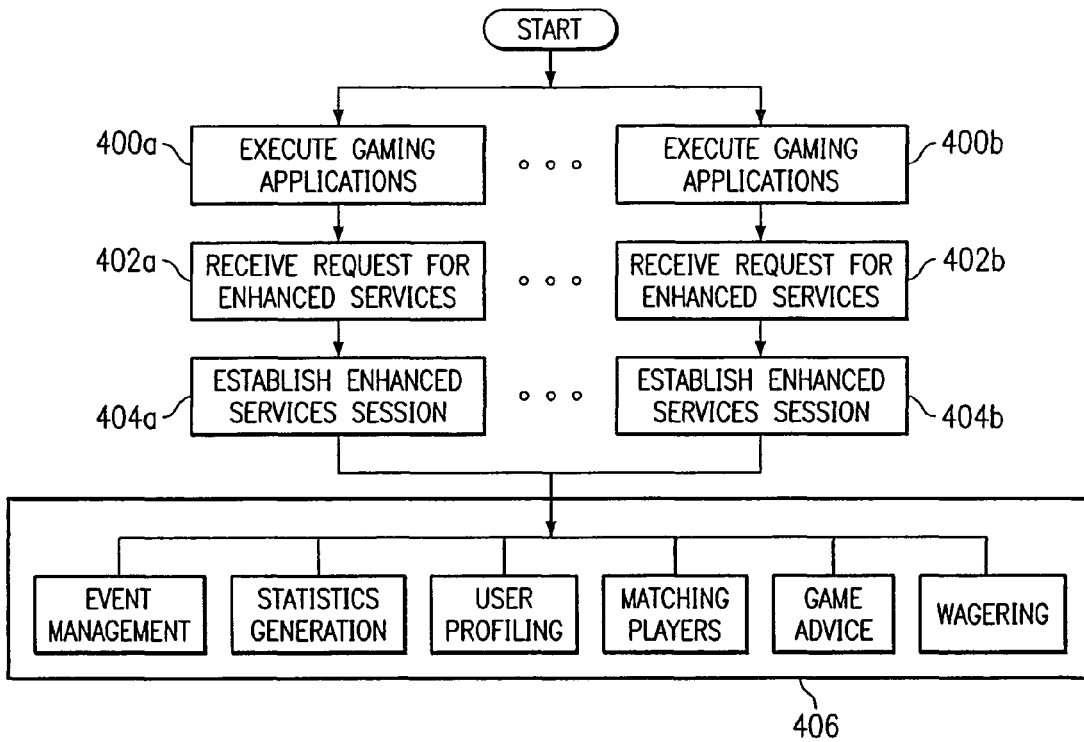 START
400a
EXECUTE GAMING
APPLICATIONS
EXECUTE GAMING
APPLICATIONS
400b
402a
RECEIVE REQUEST FOR
ENHANCED SERVICES
RECEIVE REQUEST FOR
ENHANCED SERVICES
402b
404a
ESTABLISH ENHANCED
SERVICES SESSION
ESTABLISH ENHANCED
SERVICES SESSION
404b
EVENT
MANAGEMENT
STATISTICS
GENERATION
USER
PROFILING
MATCHING
PLAYERS
GAME
ADVICE
WAGERING
406